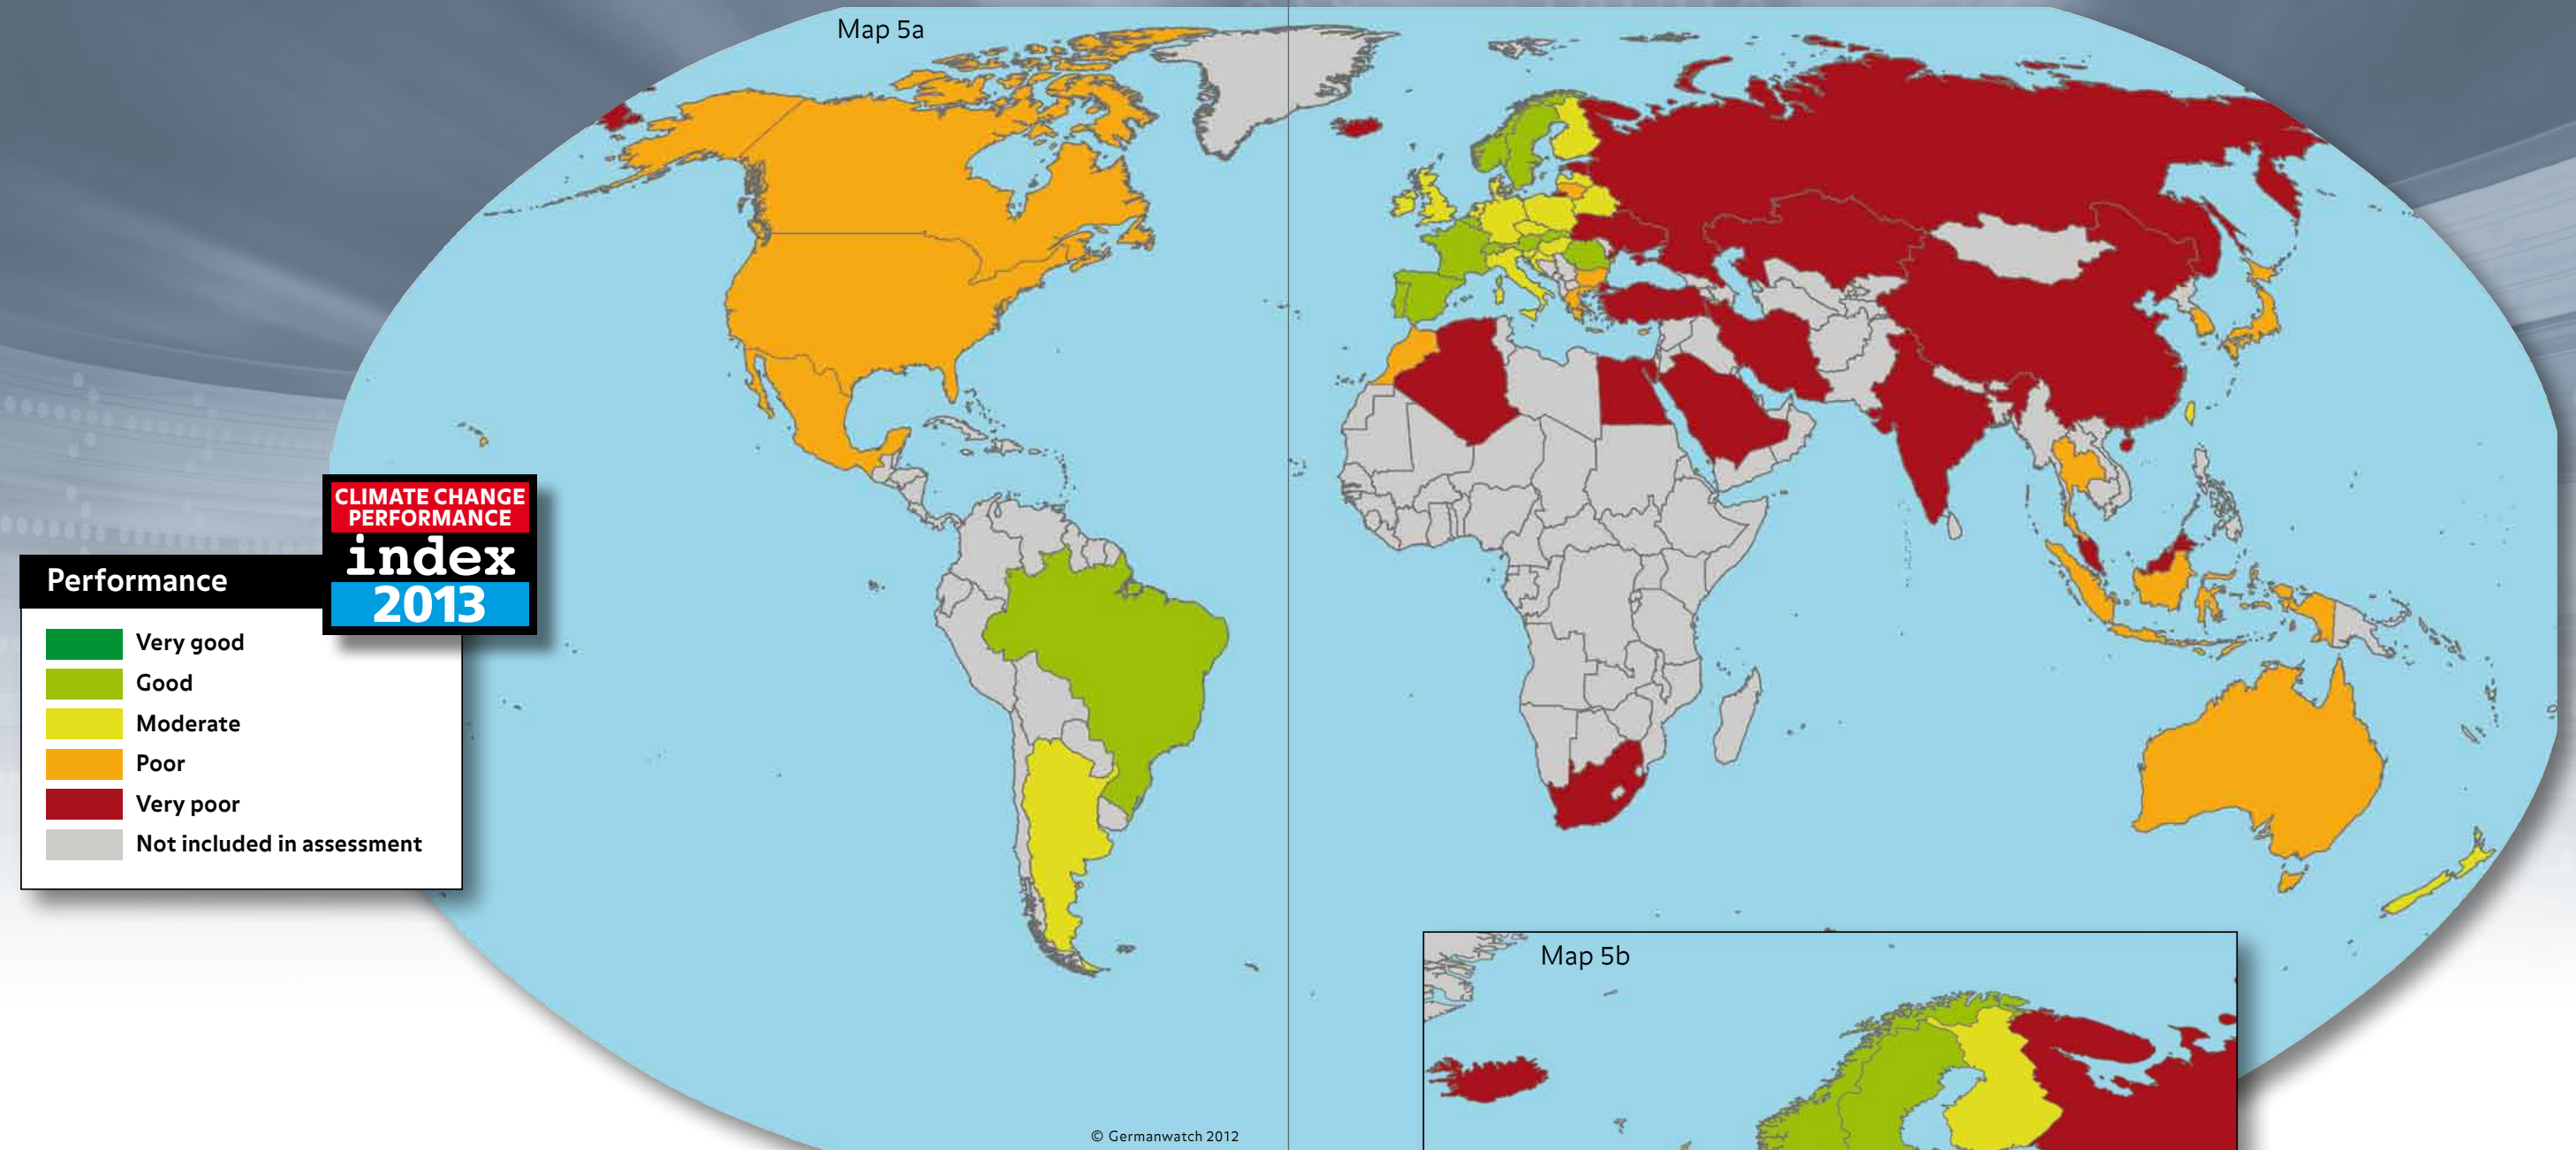 Map 5a
CLIMATE CHANGE
PERFORMANCE
index
2013
Performance
Very good
Good
Moderate
Poor
Very poor
Not included in assessment
Map 5b
© Germanwatch 2012